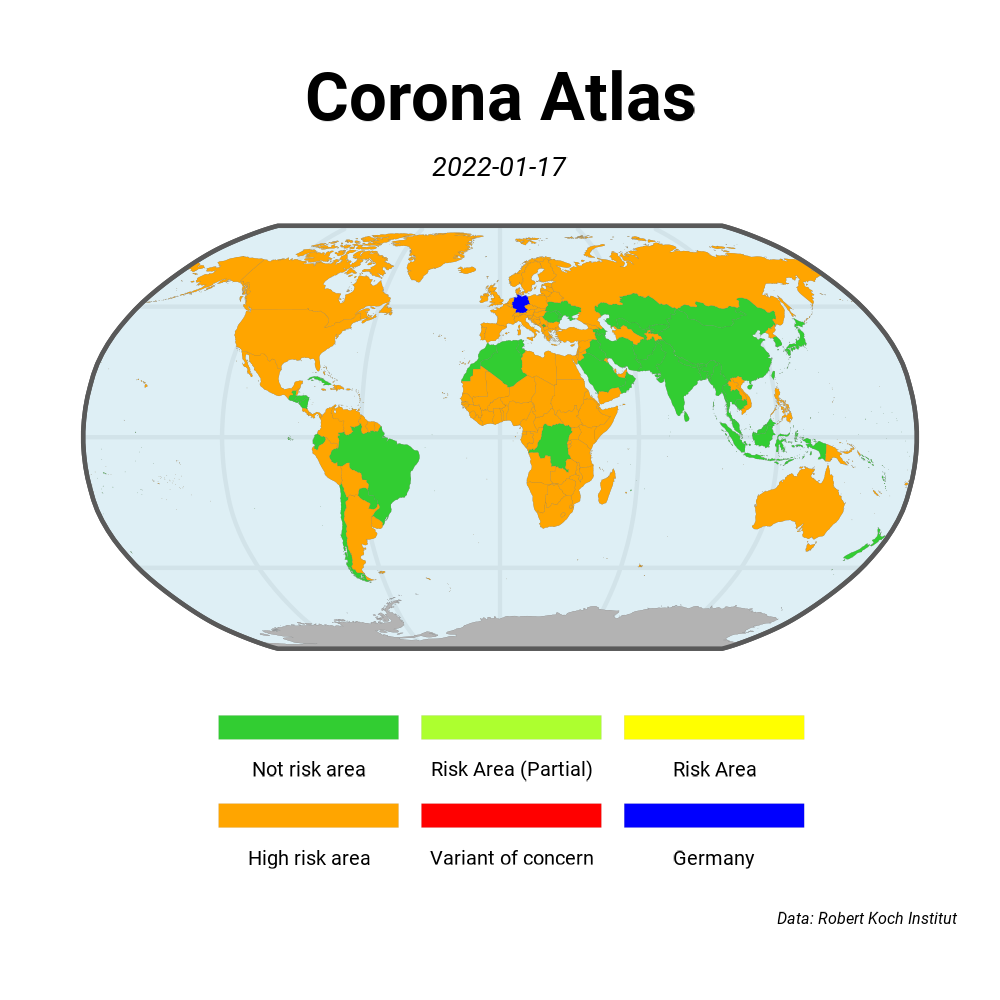 Corona Atlas
2022-01-17
Not risk area
Risk Area (Partial)
Risk Area
High risk area
Variant of concern
Germany
Data: Robert Koch Institut